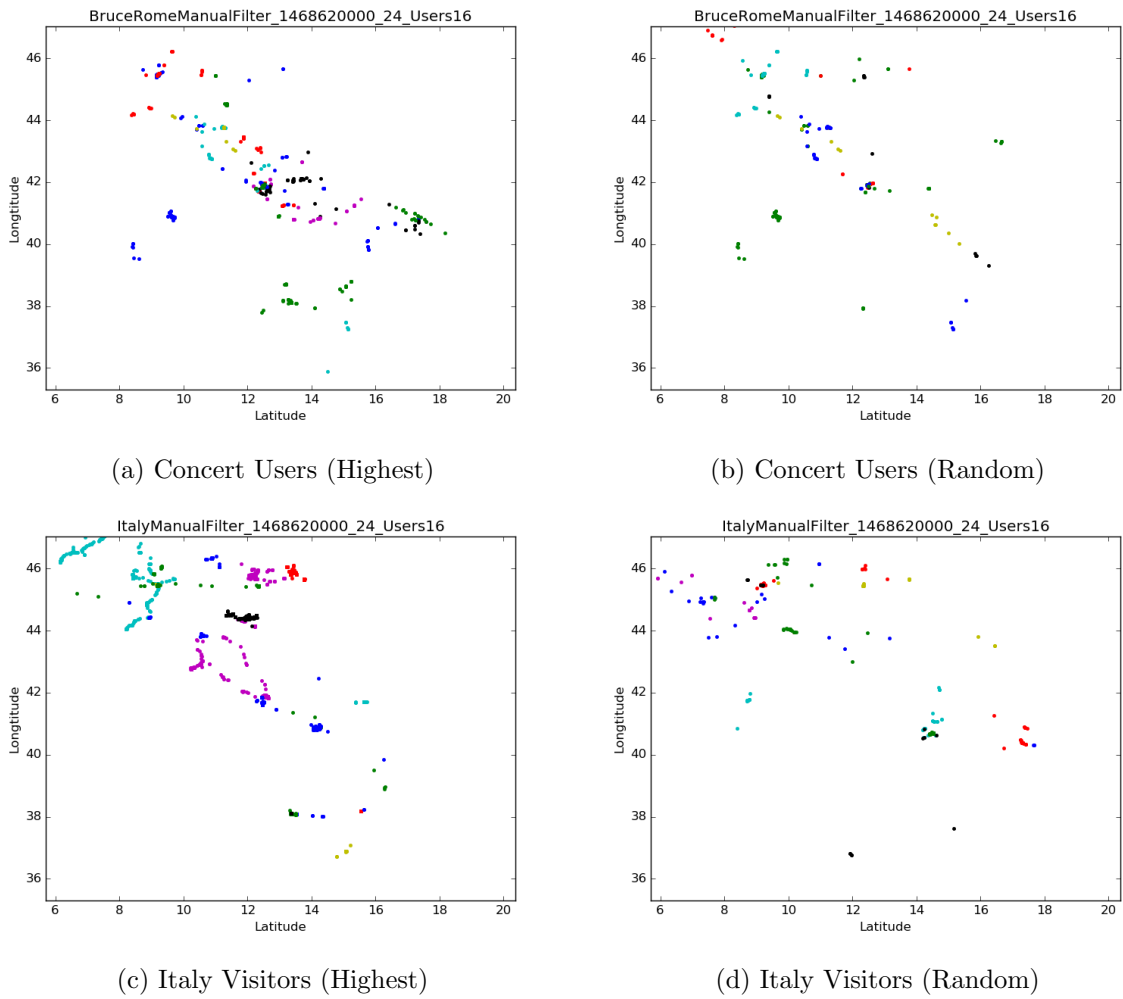 BruceRomeManualFilter_1468620000_24_Users16
46
44
42
40
38
36
Longtitude
6 8 10 12 14 16 18 20
Latitude
(a) Concert Users (Highest)
BruceRomeManualFilter_1468620000_24_Users16
46
44
42
40
38
36
Longtitude
6 8 10 12 14 16 18 20
Latitude
(b) Concert Users (Random)
ItalyManualFilter_1468620000_24_Users16
46
44
42
40
38
36
Longtitude
6 8 10 12 14 16 18 20
Latitude
(c) Italy Visitors (Highest)
ItalyManualFilter_1468620000_24_Users16
46
44
42
40
38
36
Longtitude
6 8 10 12 14 16 18 20
Latitude
(d) Italy Visitors (Random)